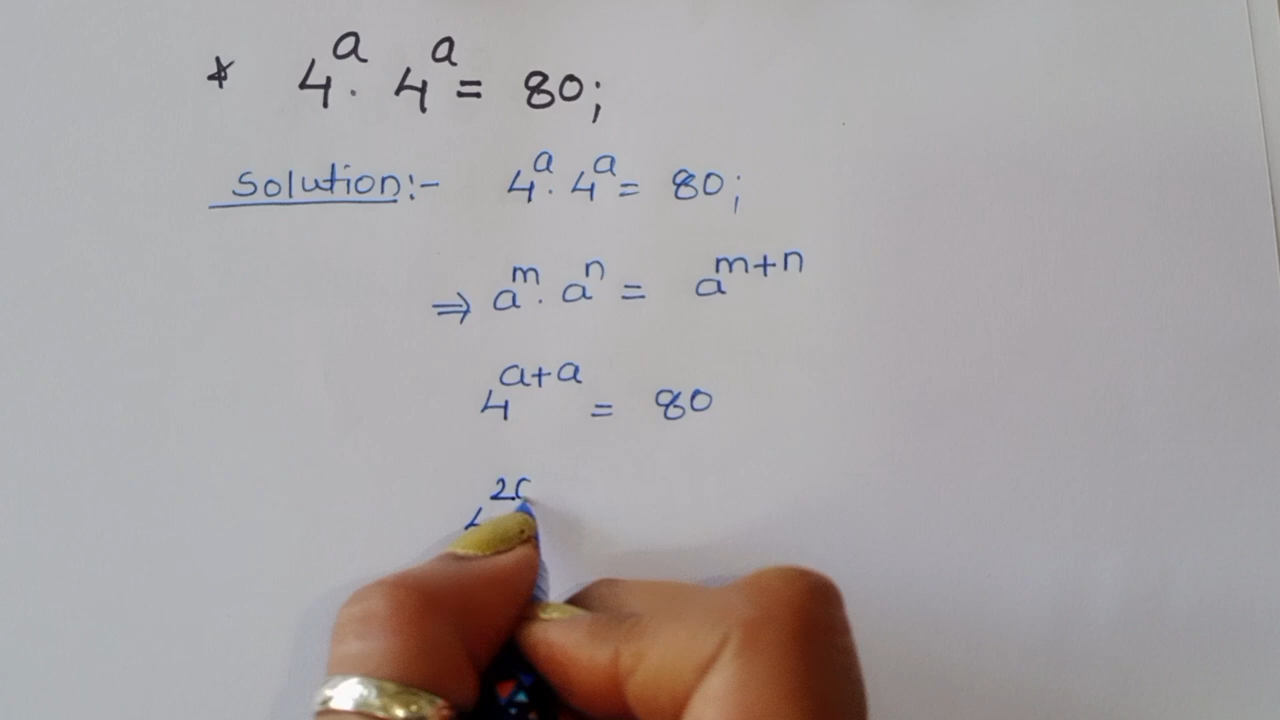 * 4^a . 4^a = 80;
Solution:- 4^a . 4^a = 80;
⇒ a^m . a^n = a^{m+n}
4^{a+a} = 80